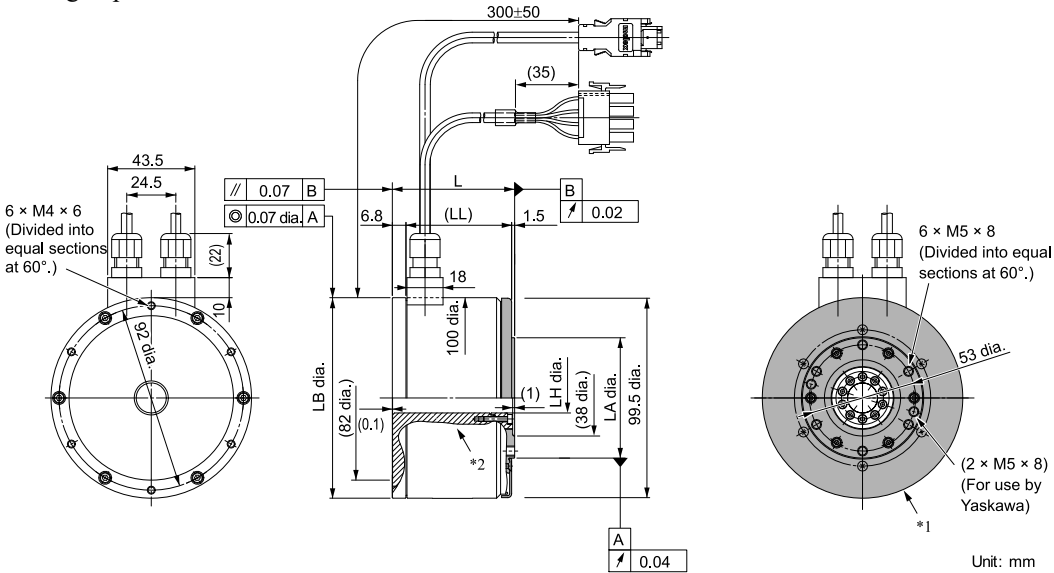 300±50
(35)
43.5
24.5
6 × M4 × 6
(Divided into
equal sections
at 60°.)
(22)
10
92 dia.
// 0.07 B
◎ 0.07 dia. A
L
B
↗ 0.02
6.8
(LL)
1.5
18
LB dia.
(82 dia.)
(0.1)
100 dia.
*2
LH dia.
(1)
(38 dia.)
LA dia.
99.5 dia.
A
↗ 0.04
6 × M5 × 8
(Divided into equal
sections at 60°.)
53 dia.
(2 × M5 × 8)
(For use by
Yaskawa)
*1
Unit: mm